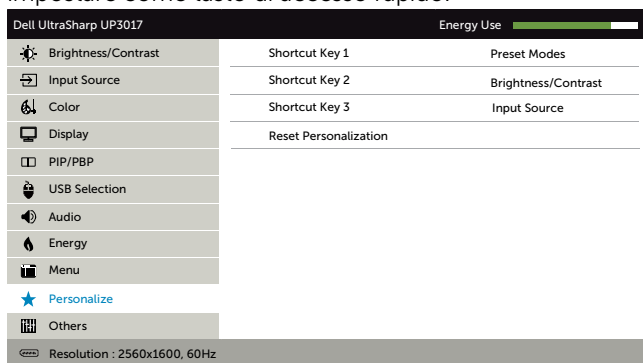 Dell UltraSharp UP3017 Energy Use
Brightness/Contrast Shortcut Key 1 Preset Modes
Input Source Shortcut Key 2 Brightness/Contrast
Color Shortcut Key 3 Input Source
Display Reset Personalization
PIP/PBP
USB Selection
Audio
Energy
Menu
Personalize
Others
Resolution : 2560x1600, 60Hz